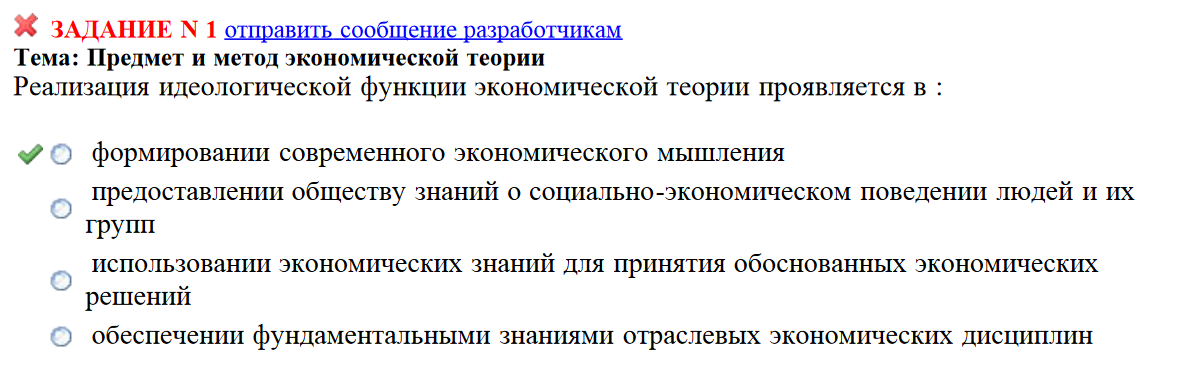 ЗАДАНИЕ N 1 отправить сообщение разработчикам
Тема: Предмет и метод экономической теории
Реализация идеологической функции экономической теории проявляется в :
формировании современного экономического мышления
предоставлении обществу знаний о социально-экономическом поведении людей и их
групп
использовании экономических знаний для принятия обоснованных экономических
решений
обеспечении фундаментальными знаниями отраслевых экономических дисциплин